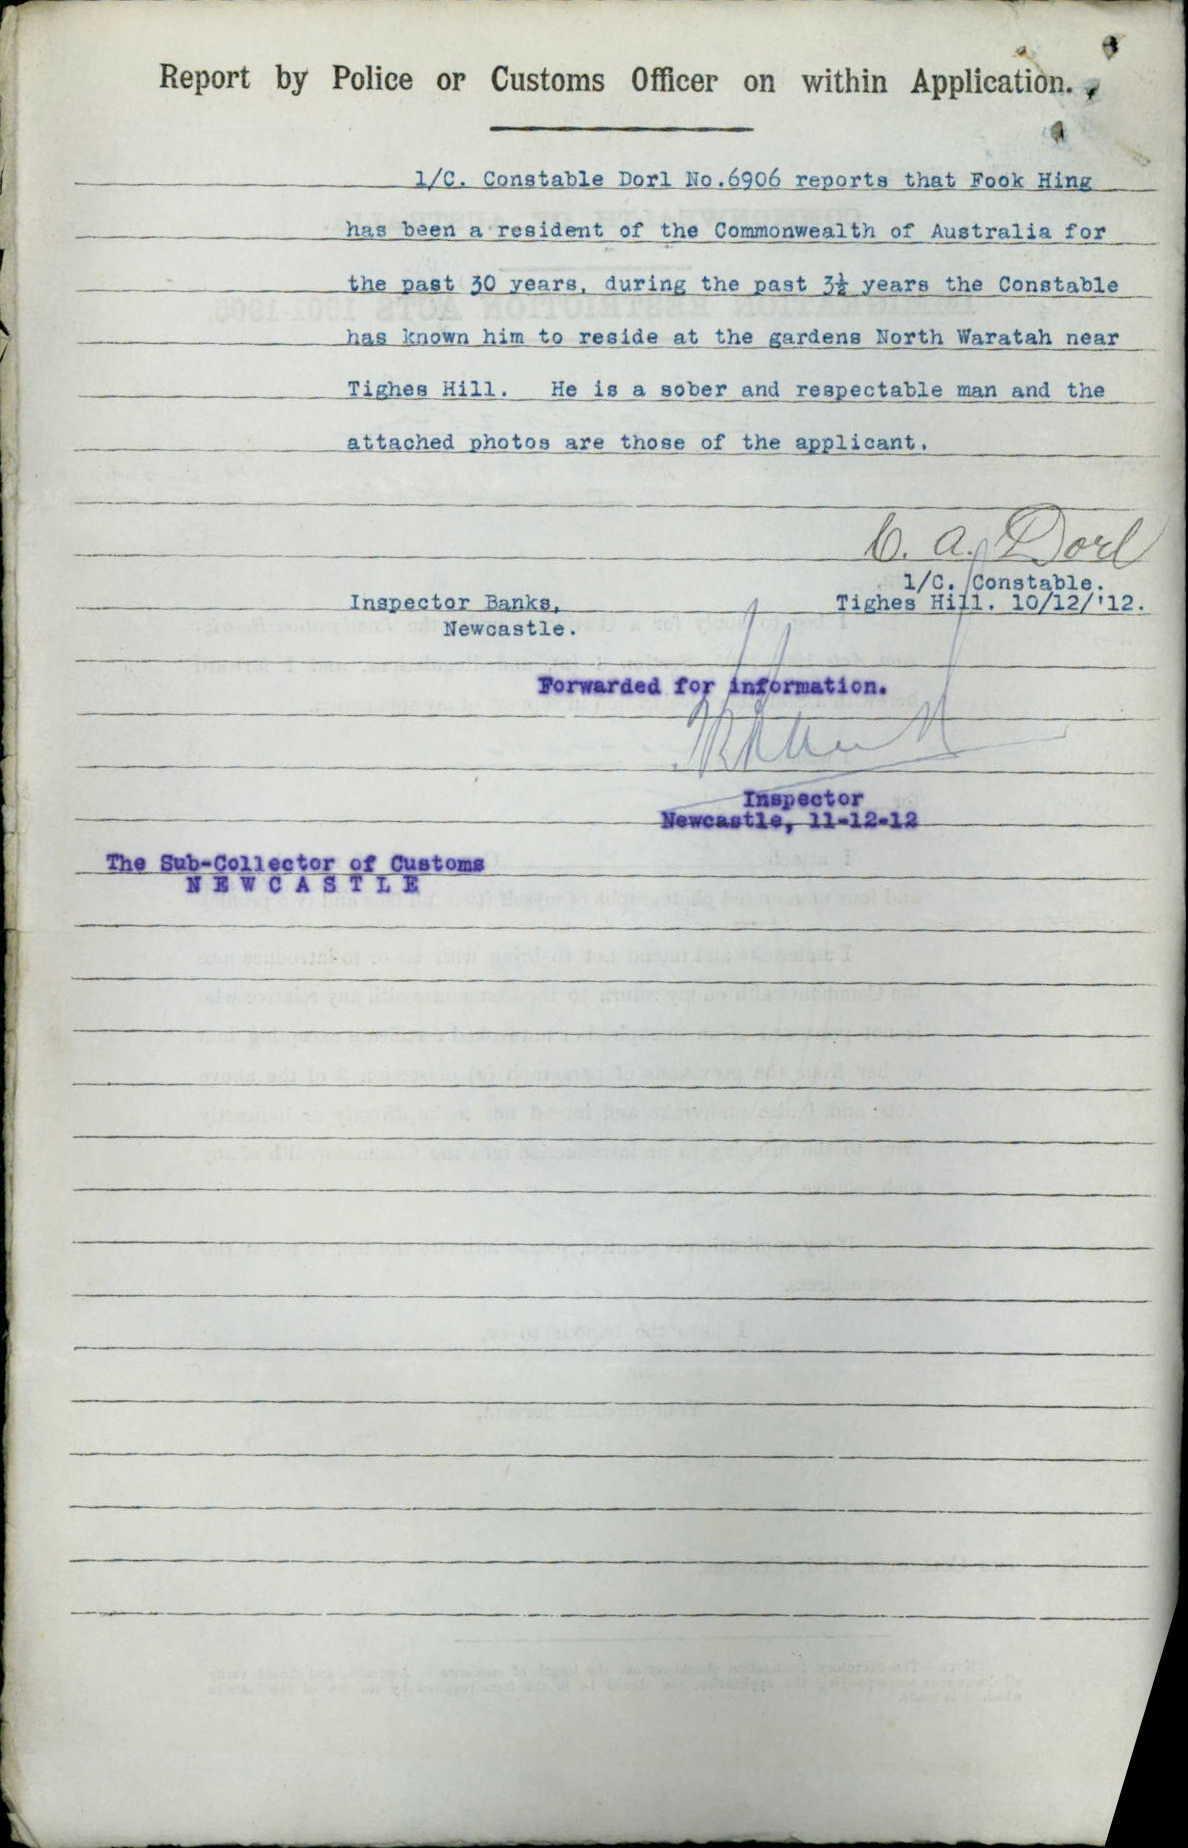 Report by Police or Customs Officer on within Application.
1/C. Constable Dorl No.6906 reports that Fook Hing
has been a resident of the Commonwealth of Australia for
the past 30 years, during the past 3½ years the Constable
has known him to reside at the gardens North Waratah near
Tighes Hill. He is a sober and respectable man and the
attached photos are those of the applicant.
C. A. Dorl
1/C. Constable.
Inspector Banks, Tighes Hill. 10/12/'12.
Newcastle.
Forwarded for information.
Inspector
Newcastle, 11-12-12
The Sub-Collector of Customs
NEWCASTLE